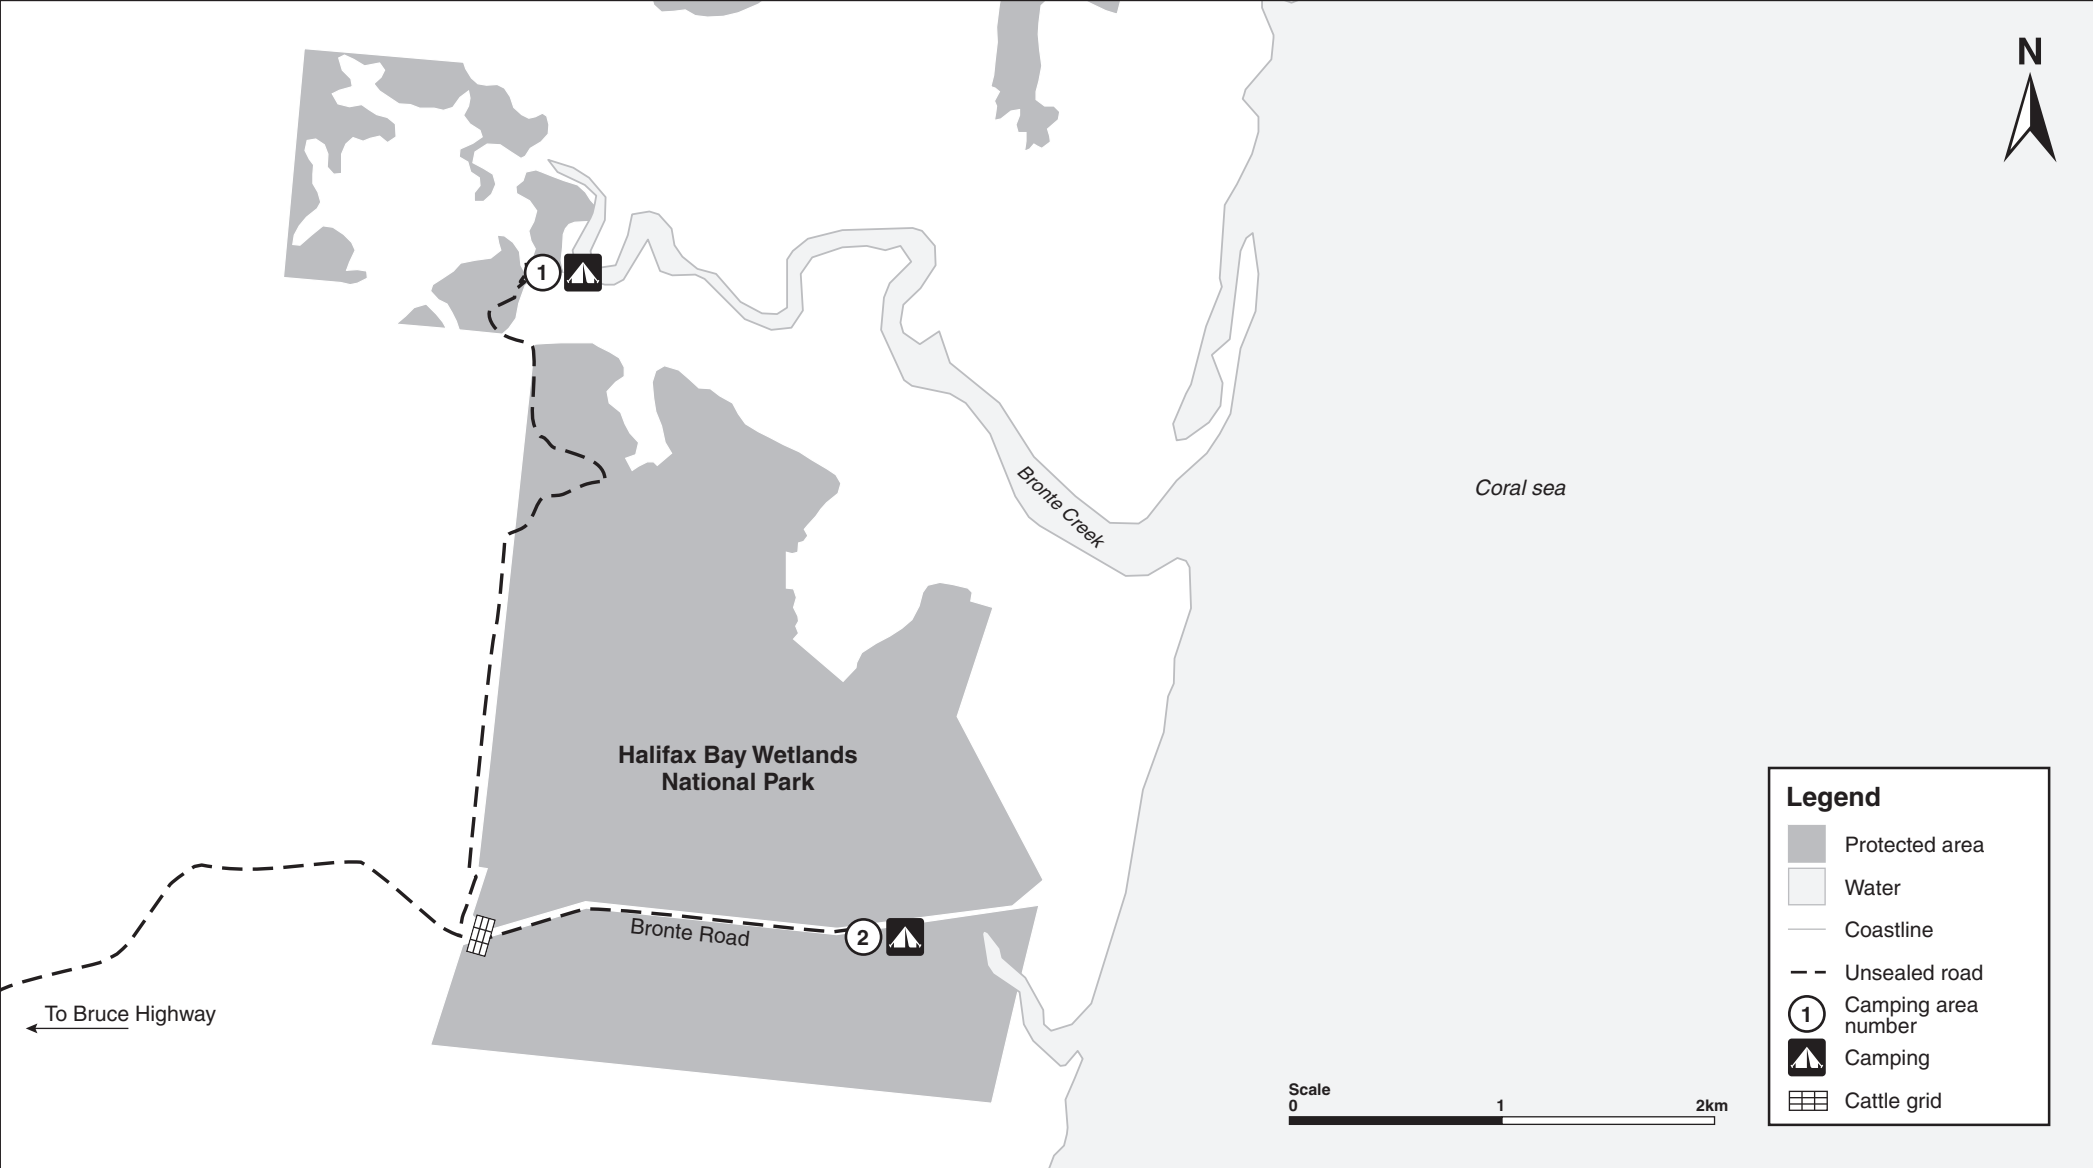 N
1
Bronte Creek
Coral sea
Halifax Bay Wetlands
National Park
Bronte Road
2
To Bruce Highway
Scale
0 1 2km
Legend
Protected area
Water
Coastline
Unsealed road
1 Camping area
number
Camping
Cattle grid